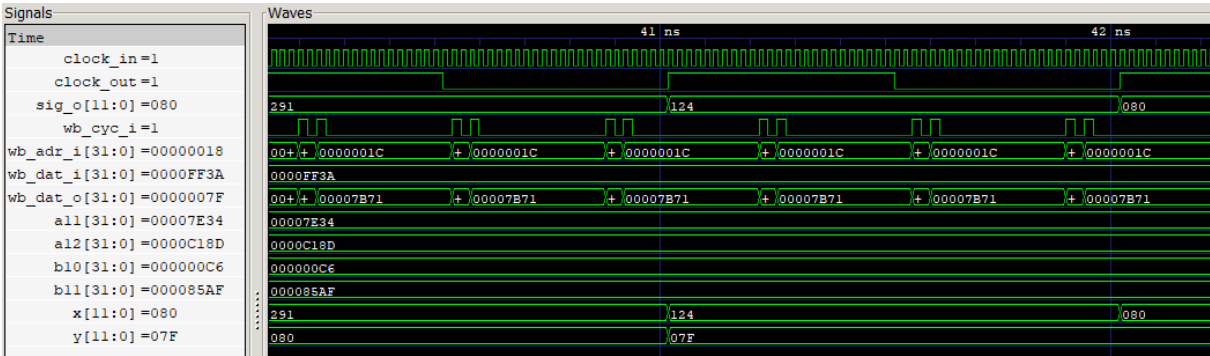 Signals Waves
Time 41 ns 42 ns
clock_in=1
clock_out=1
sig_o[11:0]=080 291 124 080
wb_cyc_i=1
wb_adr_i[31:0]=00000018 00+ + 0000001C + 0000001C + 0000001C + 0000001C + 0000001C + 0000001C
wb_dat_i[31:0]=0000FF3A 0000FF3A
wb_dat_o[31:0]=0000007F 00+ + 00007B71 + 00007B71 + 00007B71 + 00007B71 + 00007B71 + 00007B71
a11[31:0]=00007E34 00007E34
a12[31:0]=0000C18D 0000C18D
b10[31:0]=000000C6 000000C6
b11[31:0]=000085AF 000085AF
x[11:0]=080 291 124 080
y[11:0]=07F 080 07F